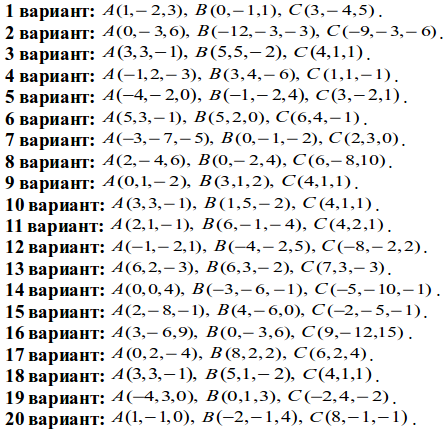 1 вариант: A(1,−2,3), B(0,−1,1), C(3,−4,5).
2 вариант: A(0,−3,6), B(−12,−3,−3), C(−9,−3,−6).
3 вариант: A(3,3,−1), B(5,5,−2), C(4,1,1).
4 вариант: A(−1,2,−3), B(3,4,−6), C(1,1,−1).
5 вариант: A(−4,−2,0), B(−1,−2,4), C(3,−2,1).
6 вариант: A(5,3,−1), B(5,2,0), C(6,4,−1).
7 вариант: A(−3,−7,−5), B(0,−1,−2), C(2,3,0).
8 вариант: A(2,−4,6), B(0,−2,4), C(6,−8,10).
9 вариант: A(0,1,−2), B(3,1,2), C(4,1,1).
10 вариант: A(3,3,−1), B(1,5,−2), C(4,1,1).
11 вариант: A(2,1,−1), B(6,−1,−4), C(4,2,1).
12 вариант: A(−1,−2,1), B(−4,−2,5), C(−8,−2,2).
13 вариант: A(6,2,−3), B(6,3,−2), C(7,3,−3).
14 вариант: A(0,0,4), B(−3,−6,−1), C(−5,−10,−1).
15 вариант: A(2,−8,−1), B(4,−6,0), C(−2,−5,−1).
16 вариант: A(3,−6,9), B(0,−3,6), C(9,−12,15).
17 вариант: A(0,2,−4), B(8,2,2), C(6,2,4).
18 вариант: A(3,3,−1), B(5,1,−2), C(4,1,1).
19 вариант: A(−4,3,0), B(0,1,3), C(−2,4,−2).
20 вариант: A(1,−1,0), B(−2,−1,4), C(8,−1,−1).